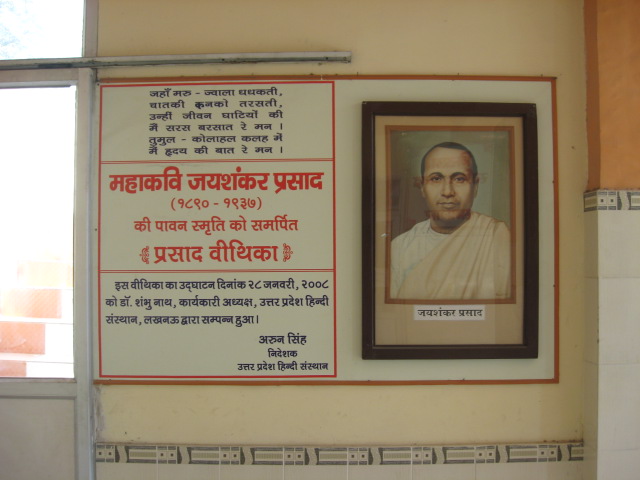 जहाँ मरु - ज्वाला धधकती,
चातकी कनको तरसती,
उन्हीं जीवन घाटियों की
मैं सरस बरसात रे मन ।
तुमुल - कोलाहल कलह में
मैं हृदय की बात रे मन ।
महाकवि जयशंकर प्रसाद
(१८९० - १९३७)
की पावन स्मृति को समर्पित
प्रसाद वीथिका
इस वीथिका का उद्घाटन दिनांक २८ जनवरी, २००८
को डॉ. शंभु नाथ, कार्यकारी अध्यक्ष, उत्तर प्रदेश हिन्दी
संस्थान, लखनऊ द्वारा सम्पन्न हुआ।
अरुन सिंह
निदेशक
उत्तर प्रदेश हिन्दी संस्थान
जयशंकर प्रसाद